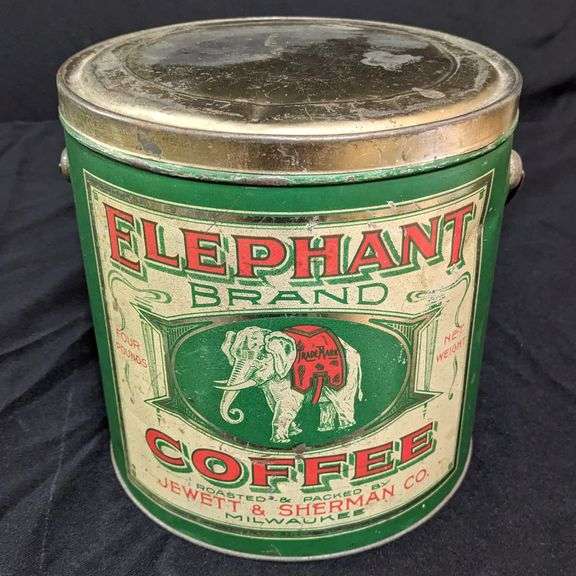 ELEPHANT
BRAND
FOUR
POUNDS
NET
WEIGHT
TRADE MARK
COFFEE
ROASTED & PACKED BY
JEWETT & SHERMAN CO.
MILWAUKEE